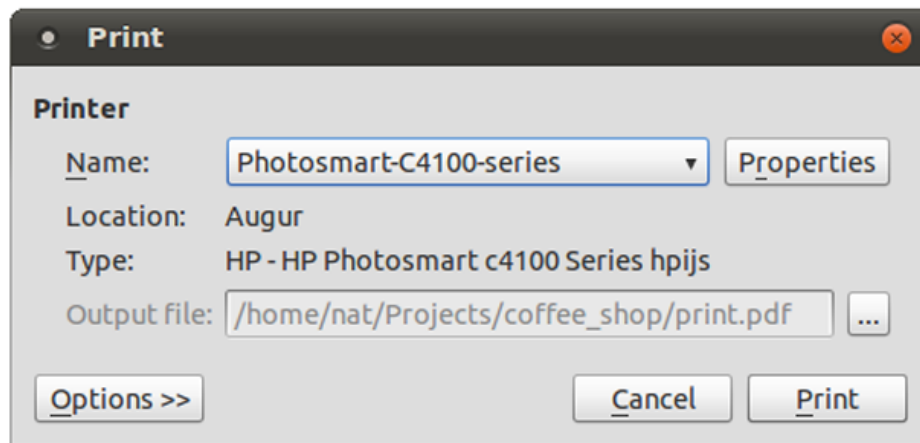 Print
Printer
Name: Photosmart-C4100-series Properties
Location: Augur
Type: HP - HP Photosmart c4100 Series hpijs
Output file: /home/nat/Projects/coffee_shop/print.pdf ...
Options >> Cancel Print